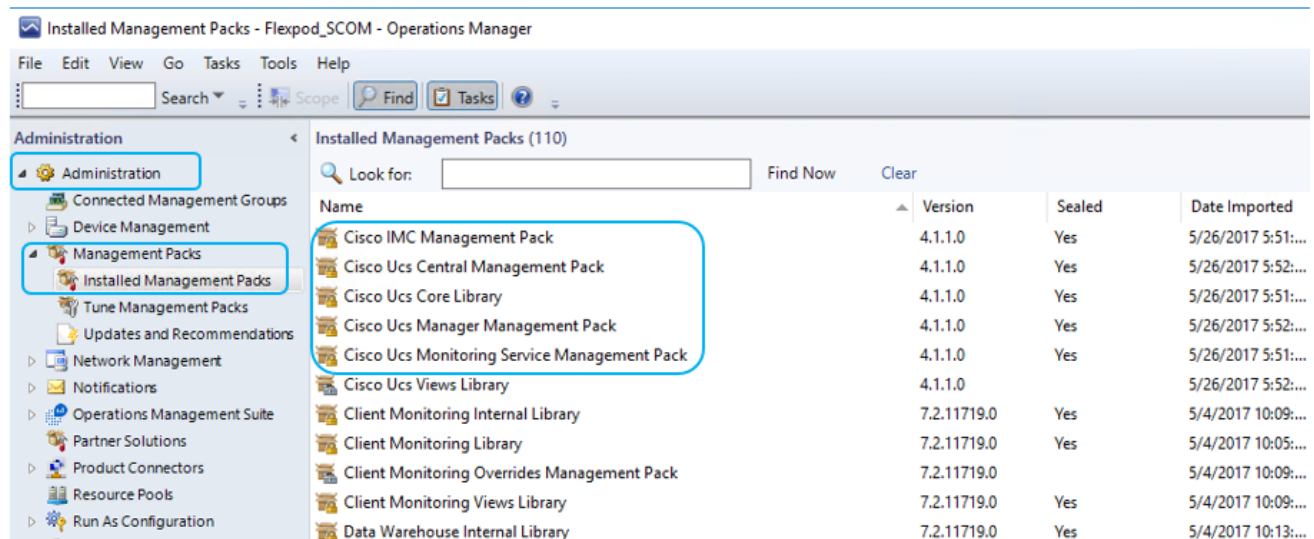 Installed Management Packs - Flexpod_SCOM - Operations Manager
File Edit View Go Tasks Tools Help
Search Scope Find Tasks
Administration
Administration
Connected Management Groups
Device Management
Management Packs
Installed Management Packs
Tune Management Packs
Updates and Recommendations
Network Management
Notifications
Operations Management Suite
Partner Solutions
Product Connectors
Resource Pools
Run As Configuration
Installed Management Packs (110)
Look for: Find Now Clear
Name Version Sealed Date Imported
Cisco IMC Management Pack 4.1.1.0 Yes 5/26/2017 5:51:...
Cisco Ucs Central Management Pack 4.1.1.0 Yes 5/26/2017 5:52:...
Cisco Ucs Core Library 4.1.1.0 Yes 5/26/2017 5:51:...
Cisco Ucs Manager Management Pack 4.1.1.0 Yes 5/26/2017 5:52:...
Cisco Ucs Monitoring Service Management Pack 4.1.1.0 Yes 5/26/2017 5:51:...
Cisco Ucs Views Library 4.1.1.0 5/26/2017 5:52:...
Client Monitoring Internal Library 7.2.11719.0 Yes 5/4/2017 10:09:...
Client Monitoring Library 7.2.11719.0 Yes 5/4/2017 10:05:...
Client Monitoring Overrides Management Pack 7.2.11719.0 5/4/2017 10:09:...
Client Monitoring Views Library 7.2.11719.0 Yes 5/4/2017 10:09:...
Data Warehouse Internal Library 7.2.11719.0 Yes 5/4/2017 10:13:...